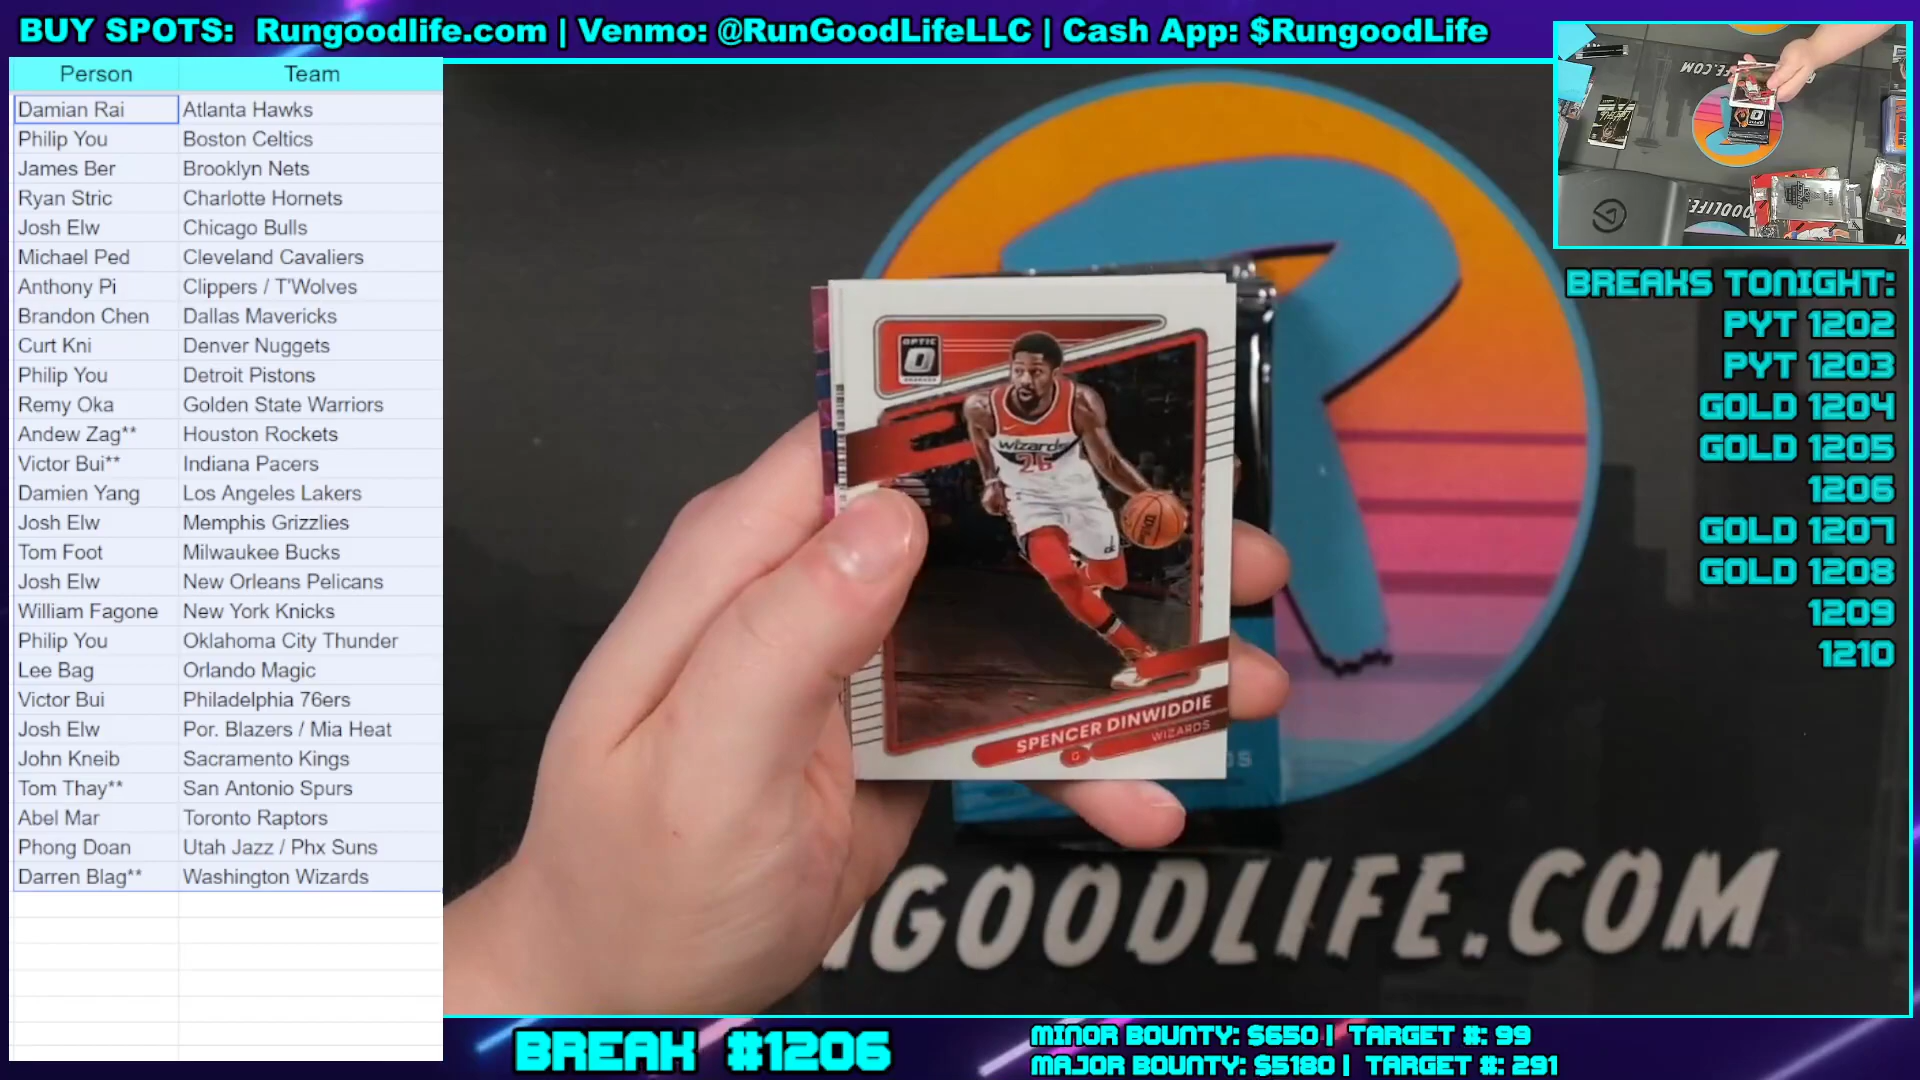 BUY SPOTS: Rungoodlife.com | Venmo: @RunGoodLifeLLC | Cash App: $RungoodLife
Person Team
Damian Rai Atlanta Hawks
Philip You Boston Celtics
James Ber Brooklyn Nets
Ryan Stric Charlotte Hornets
Josh Elw Chicago Bulls
Michael Ped Cleveland Cavaliers
Anthony Pi Clippers / T'Wolves
Brandon Chen Dallas Mavericks
Curt Kni Denver Nuggets
Philip You Detroit Pistons
Remy Oka Golden State Warriors
Andew Zag** Houston Rockets
Victor Bui** Indiana Pacers
Damien Yang Los Angeles Lakers
Josh Elw Memphis Grizzlies
Tom Foot Milwaukee Bucks
Josh Elw New Orleans Pelicans
William Fagone New York Knicks
Philip You Oklahoma City Thunder
Lee Bag Orlando Magic
Victor Bui Philadelphia 76ers
Josh Elw Por. Blazers / Mia Heat
John Kneib Sacramento Kings
Tom Thay** San Antonio Spurs
Abel Mar Toronto Raptors
Phong Doan Utah Jazz / Phx Suns
Darren Blag** Washington Wizards
OPTIC
wizards
26
SPENCER DINWIDDIE
WIZARDS
G
NGOODLIFE.COM
BREAKS TONIGHT:
PYT 1202
PYT 1203
GOLD 1204
GOLD 1205
1206
GOLD 1207
GOLD 1208
1209
1210
BREAK #1206
MINOR BOUNTY: $650 | TARGET #: 99
MAJOR BOUNTY: $5180 | TARGET #: 291